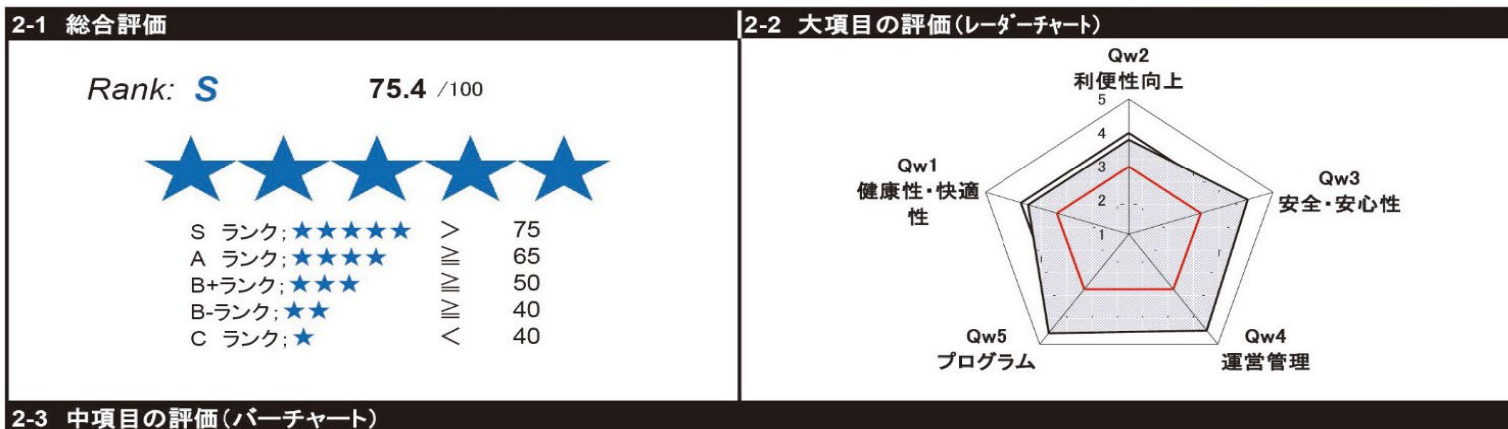 2-1 総合評価
Rank: S 75.4 /100
★★★★★
S ランク;★★★★★ > 75
A ランク;★★★★ ≧ 65
B+ランク;★★★ ≧ 50
B-ランク;★★ ≧ 40
C ランク;★ < 40
2-2 大項目の評価(レーダーチャート)
Qw2
利便性向上
5
4
3
2
1
Qw1
健康性・快適
性
Qw3
安全・安心性
Qw5
プログラム
Qw4
運営管理
2-3 中項目の評価(バーチャート)